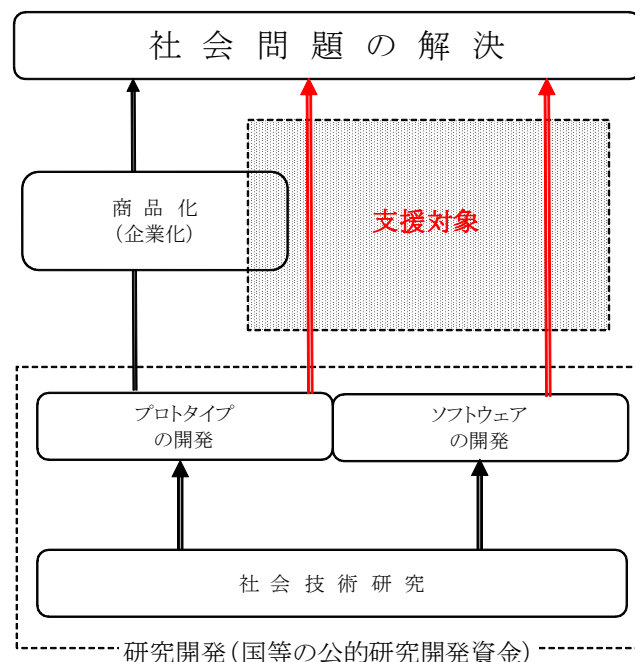 社会問題の解決
商品化
(企業化)
支援対象
プロトタイプ
の開発
ソフトウェア
の開発
社会技術研究
研究開発(国等の公的研究開発資金)